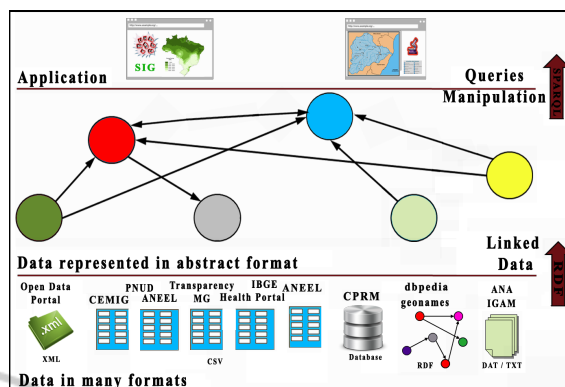 SIG
Application
Queries
Manipulation
SPARQL
Linked
Data
Data represented in abstract format
RDF
Open Data
Portal
PNUD
Transparency
IBGE
ANEEL
CEMIG
ANEEL
MG
Health Portal
CPRM
dbpedia
geonames
ANA
IGAM
.xml
XML
CSV
Database
RDF
DAT / TXT
Data in many formats